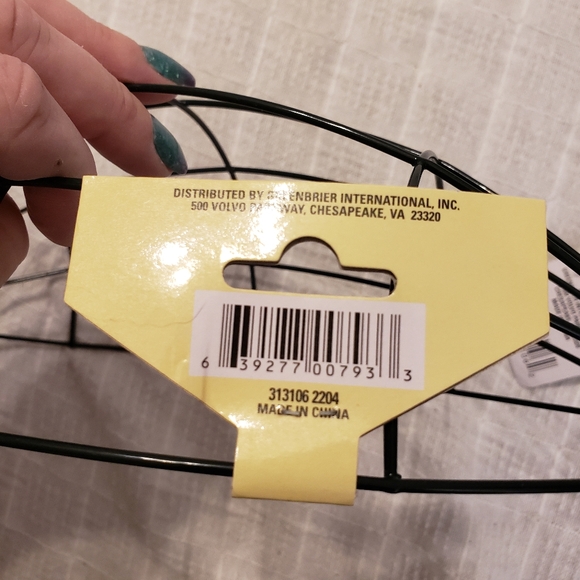 DISTRIBUTED BY GREENBRIER INTERNATIONAL, INC.
500 VOLVO PARKWAY, CHESAPEAKE, VA 23320
6 39277 00793 3
313106 2204
MADE IN CHINA